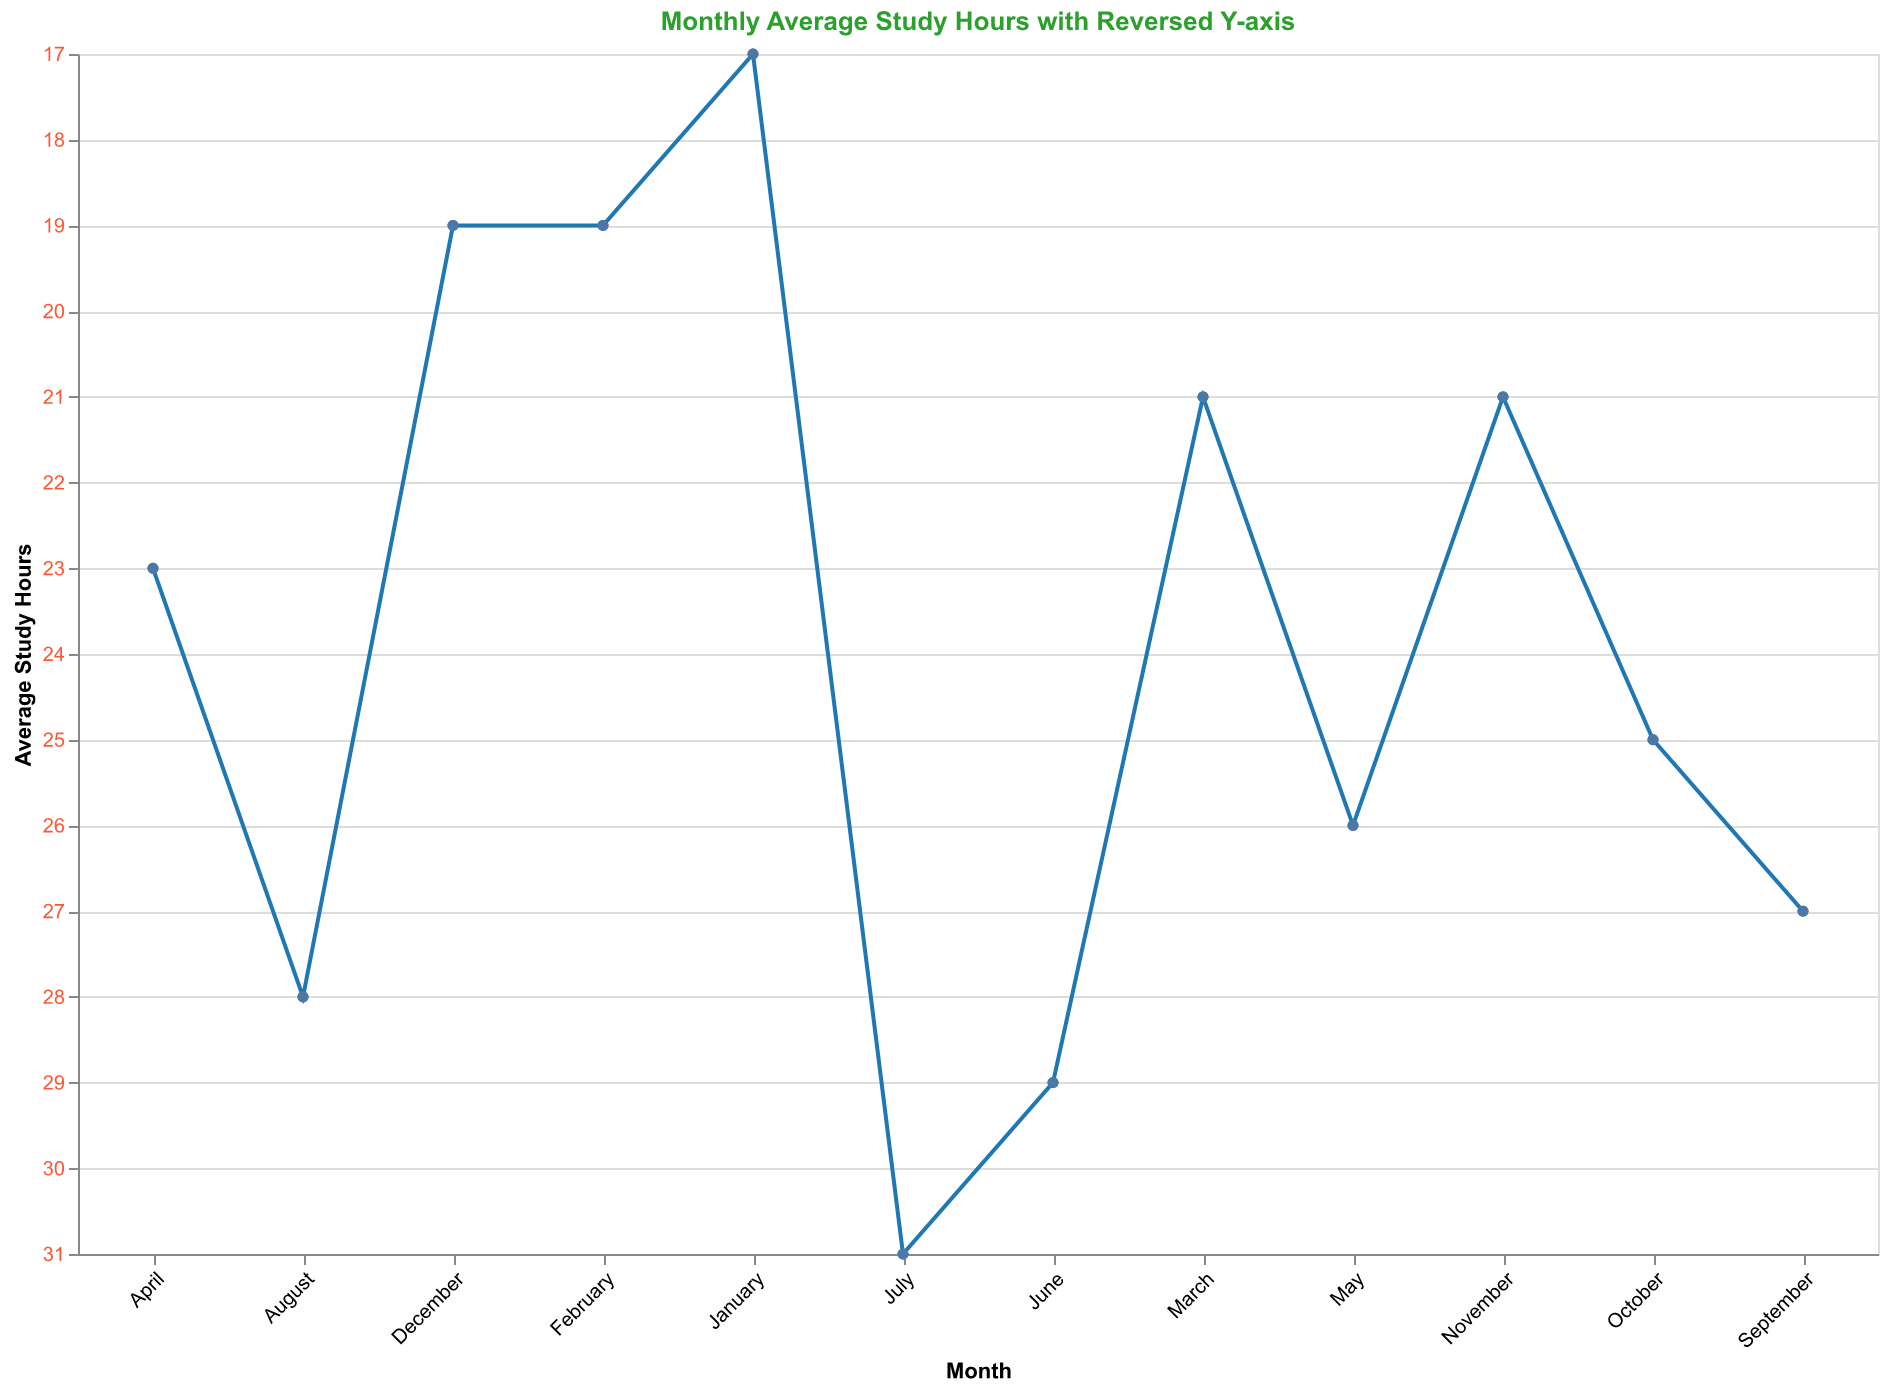 Monthly Average Study Hours with Reversed Y-axis
17
18
19
20
21
22
23
24
25
26
27
28
29
30
31
Average Study Hours
April
August
December
February
January
July
June
March
May
November
October
September
Month